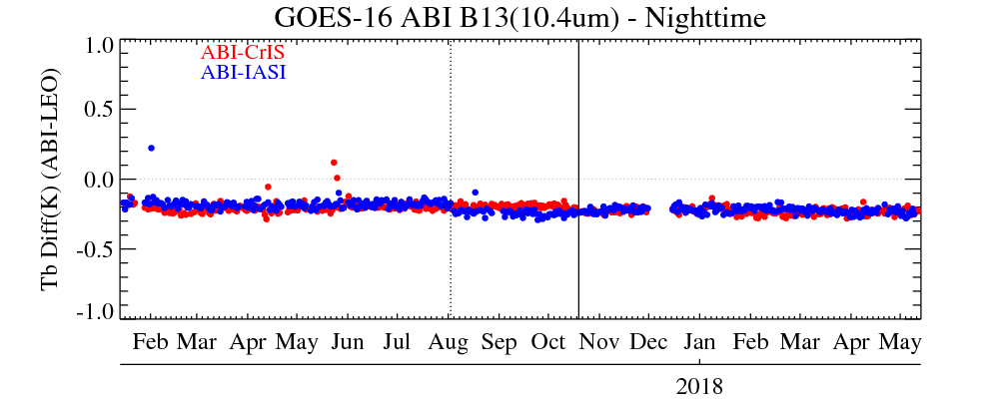 GOES-16 ABI B13(10.4um) - Nighttime
ABI-CrIS
ABI-IASI
Tb Diff(K) (ABI-LEO)
1.0
0.5
0.0
-0.5
-1.0
Feb Mar Apr May Jun Jul Aug Sep Oct Nov Dec Jan Feb Mar Apr May
2018